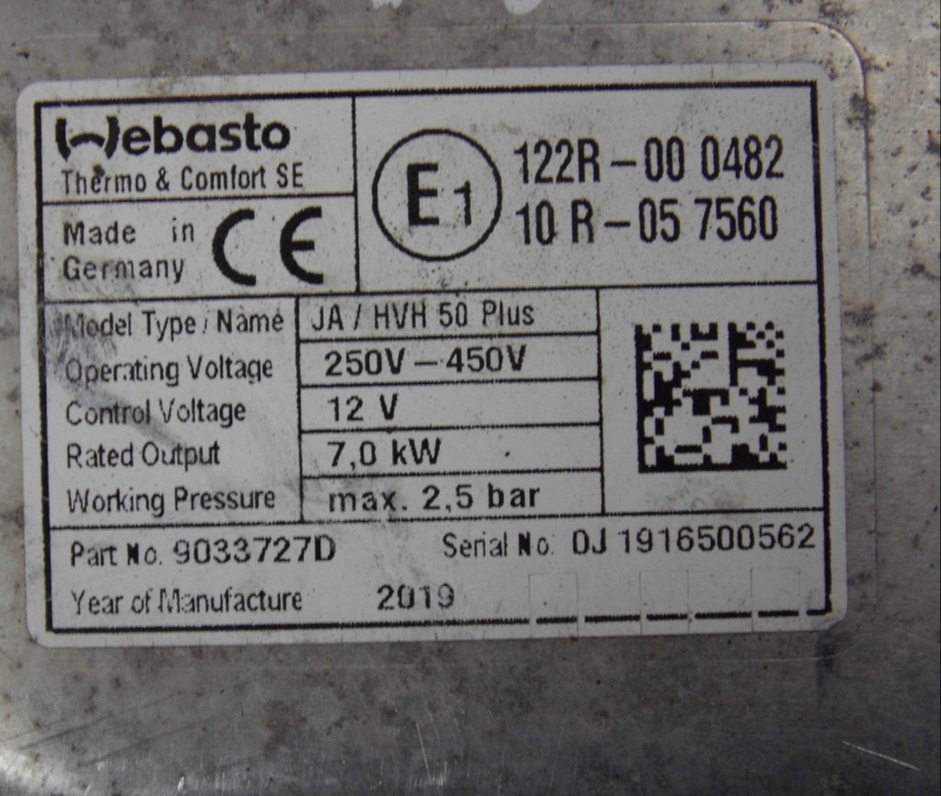 Webasto
Thermo & Comfort SE
Made in
Germany
CE
E1
122R-00 0482
10 R-05 7560
Model Type / Name JA / HVH 50 Plus
Operating Voltage 250V-450V
Control Voltage 12 V
Rated Output 7,0 kW
Working Pressure max. 2,5 bar
Part No. 9033727D Serial No. 0J 1916500562
Year of Manufacture 2019